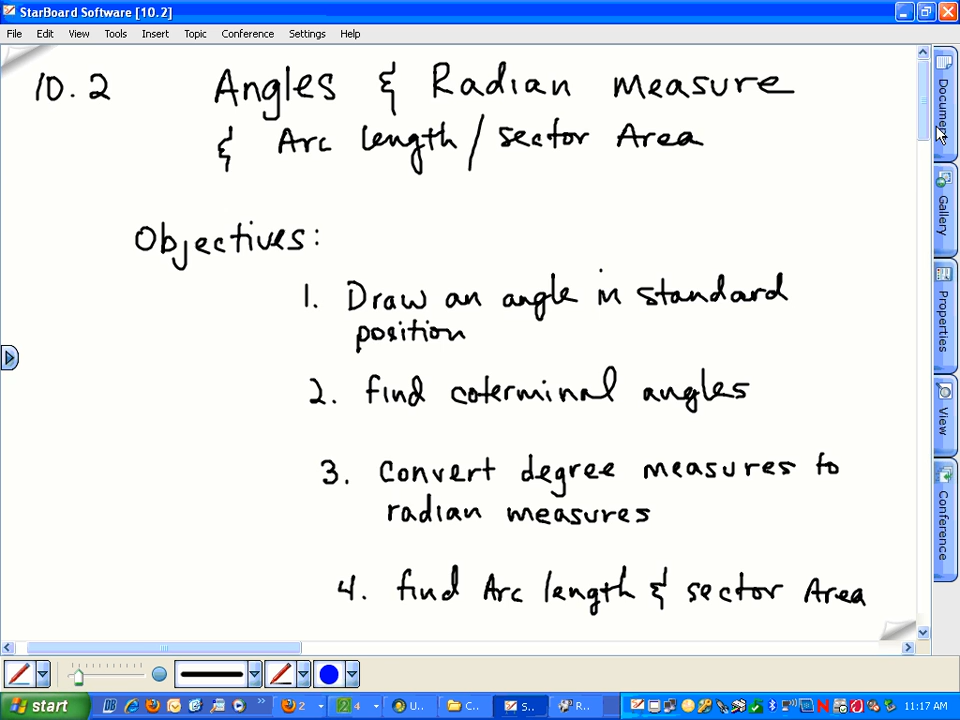 StarBoard Software [10.2]
File Edit View Tools Insert Topic Conference Settings Help
10.2 Angles & Radian measure
& Arc length / sector Area
Objectives:
1. Draw an angle in standard
position
2. find coterminal angles
3. Convert degree measures to
radian measures
4. find Arc length & sector Area
Document
Gallery
Properties
View
Conference
start 2 4 U... C... S... R... 11:17 AM